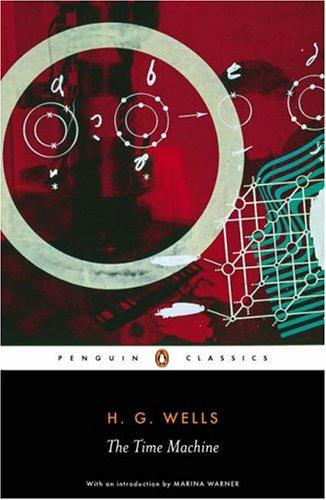 a b e d
c e
PENGUIN CLASSICS
H. G. WELLS
The Time Machine
With an introduction by MARINA WARNER